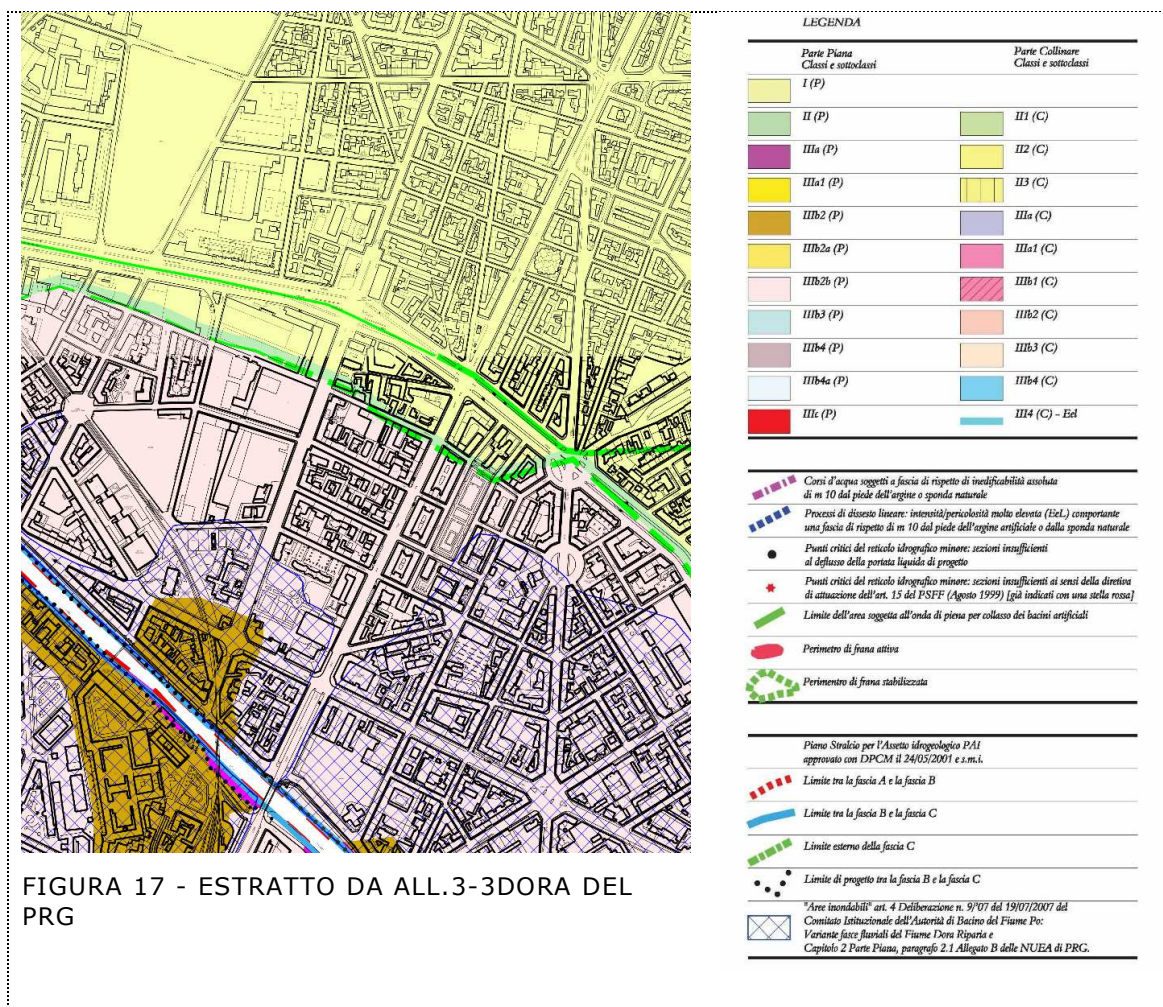 LEGENDA
Parte Piana
Classi e sottoclassi
Parte Collinare
Classi e sottoclassi
I (P)
II (P)
II1 (C)
IIIa (P)
II2 (C)
IIIa1 (P)
II3 (C)
IIIb2 (P)
IIIa (C)
IIIb2a (P)
IIIa1 (C)
IIIb2b (P)
IIIb1 (C)
IIIb3 (P)
IIIb2 (C)
IIIb4 (P)
IIIb3 (C)
IIIb4a (P)
IIIb4 (C)
IIIc (P)
III4 (C) - Eel
Corsi d'acqua soggetti a fascia di rispetto di inedificabilità assoluta
di m 10 dal piede dell'argine o sponda naturale
Processi di dissesto lineare: intensità/pericolosità molto elevata (EeL) comportante
una fascia di rispetto di m 10 dal piede dell'argine artificiale o dalla sponda naturale
Punti critici del reticolo idrografico minore: sezioni insufficienti
al deflusso della portata liquida di progetto
Punti critici del reticolo idrografico minore: sezioni insufficienti ai sensi della diretiva
di attuazione dell'art. 15 del PSFF (Agosto 1999) [già indicati con una stella rossa]
Limite dell'area soggetta all'onda di piena per collasso dei bacini artificiali
Perimetro di frana attiva
Perimentro di frana stabilizzata
Piano Stralcio per l'Assetto idrogeologico PAI
approvato con DPCM il 24/05/2001 e s.m.i.
Limite tra la fascia A e la fascia B
Limite tra la fascia B e la fascia C
Limite esterno della fascia C
Limite di progetto tra la fascia B e la fascia C
"Aree inondabili" art. 4 Deliberazione n. 9/'07 del 19/07/2007 del
Comitato Istituzionale dell'Autorità di Bacino del Fiume Po:
Variante fasce fluviali del Fiume Dora Riparia e
Capitolo 2 Parte Piana, paragrafo 2.1 Allegato B delle NUEA di PRG.
FIGURA 17 - ESTRATTO DA ALL.3-3DORA DEL
PRG